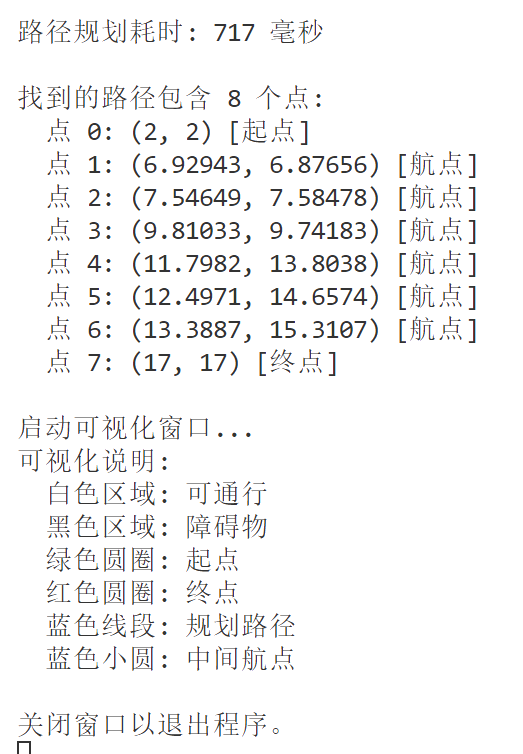 路径规划耗时: 717 毫秒
找到的路径包含 8 个点:
点 0: (2, 2) [起点]
点 1: (6.92943, 6.87656) [航点]
点 2: (7.54649, 7.58478) [航点]
点 3: (9.81033, 9.74183) [航点]
点 4: (11.7982, 13.8038) [航点]
点 5: (12.4971, 14.6574) [航点]
点 6: (13.3887, 15.3107) [航点]
点 7: (17, 17) [终点]
启动可视化窗口...
可视化说明:
白色区域: 可通行
黑色区域: 障碍物
绿色圆圈: 起点
红色圆圈: 终点
蓝色线段: 规划路径
蓝色小圆: 中间航点
关闭窗口以退出程序。